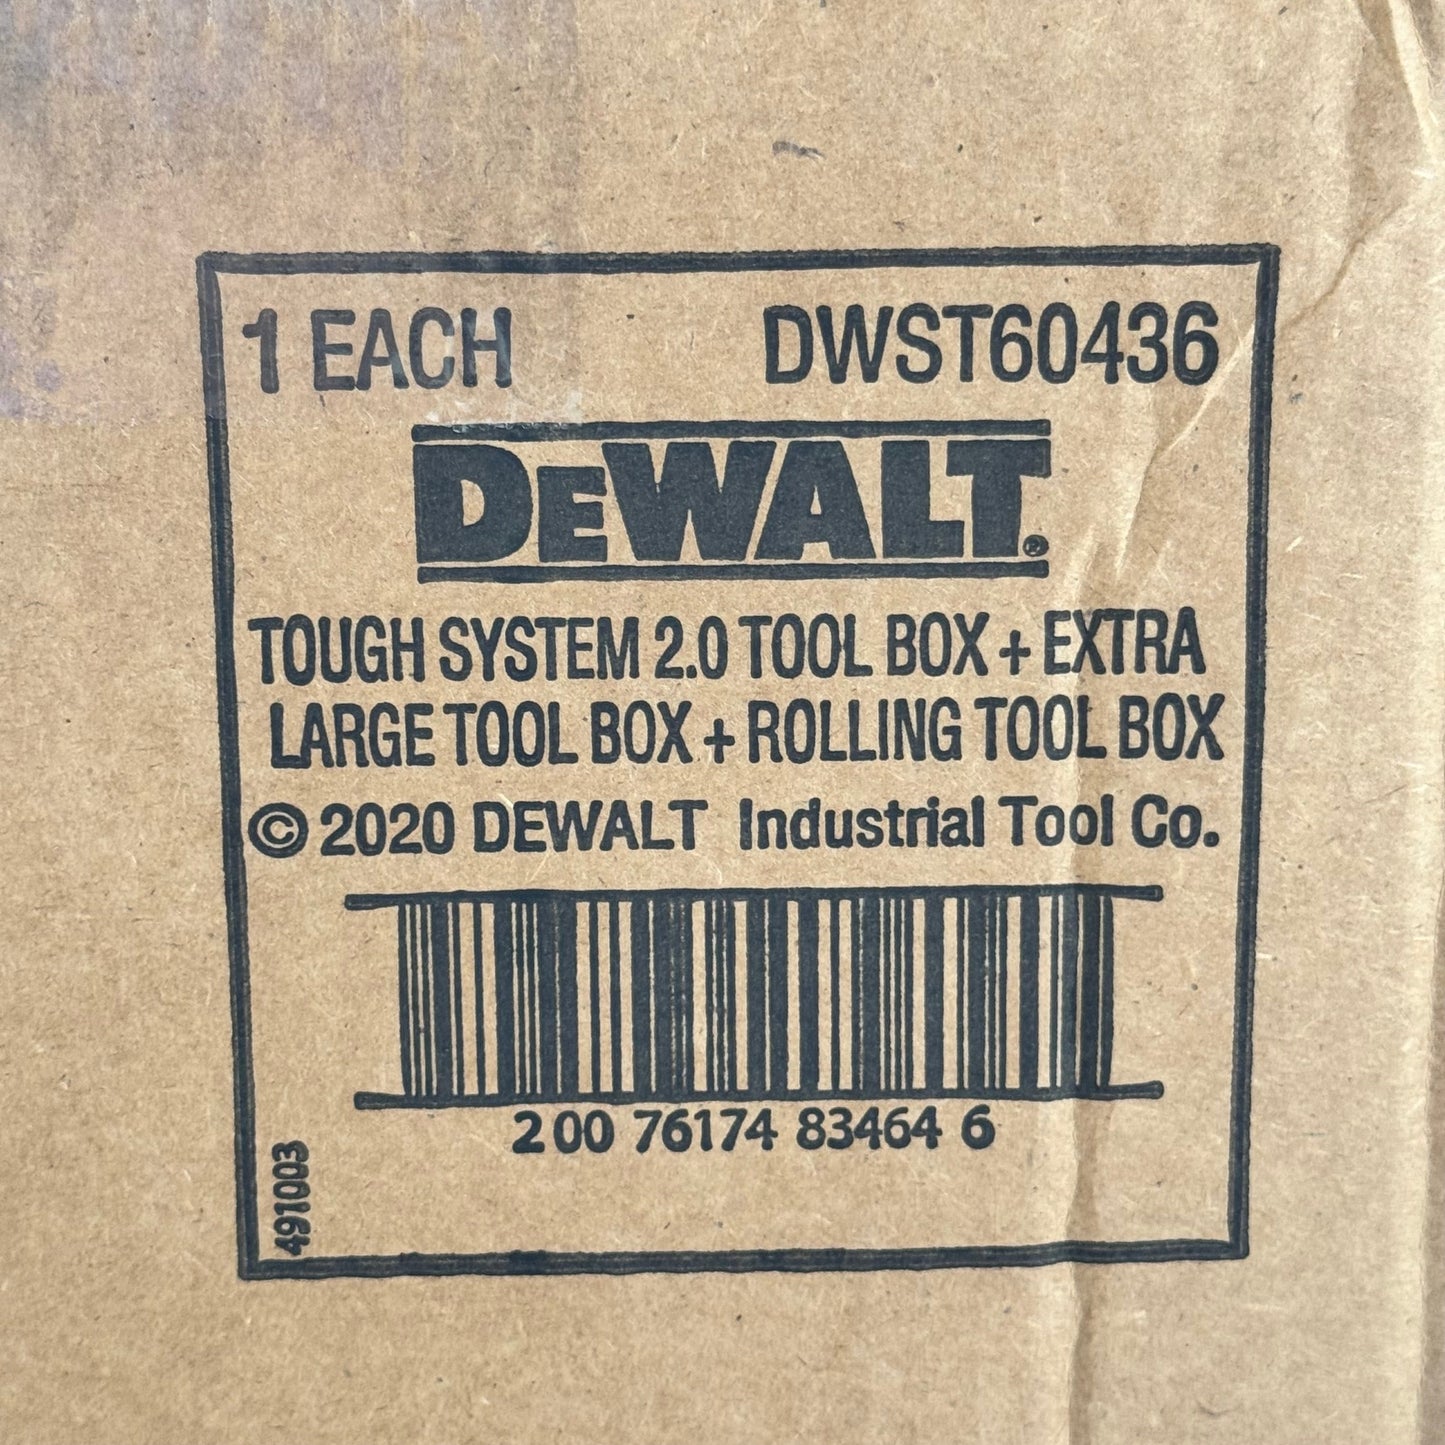 1 EACH DWST60436
DEWALT®
TOUGH SYSTEM 2.0 TOOL BOX + EXTRA
LARGE TOOL BOX + ROLLING TOOL BOX
© 2020 DEWALT Industrial Tool Co.
2 00 76174 83464 6
491003